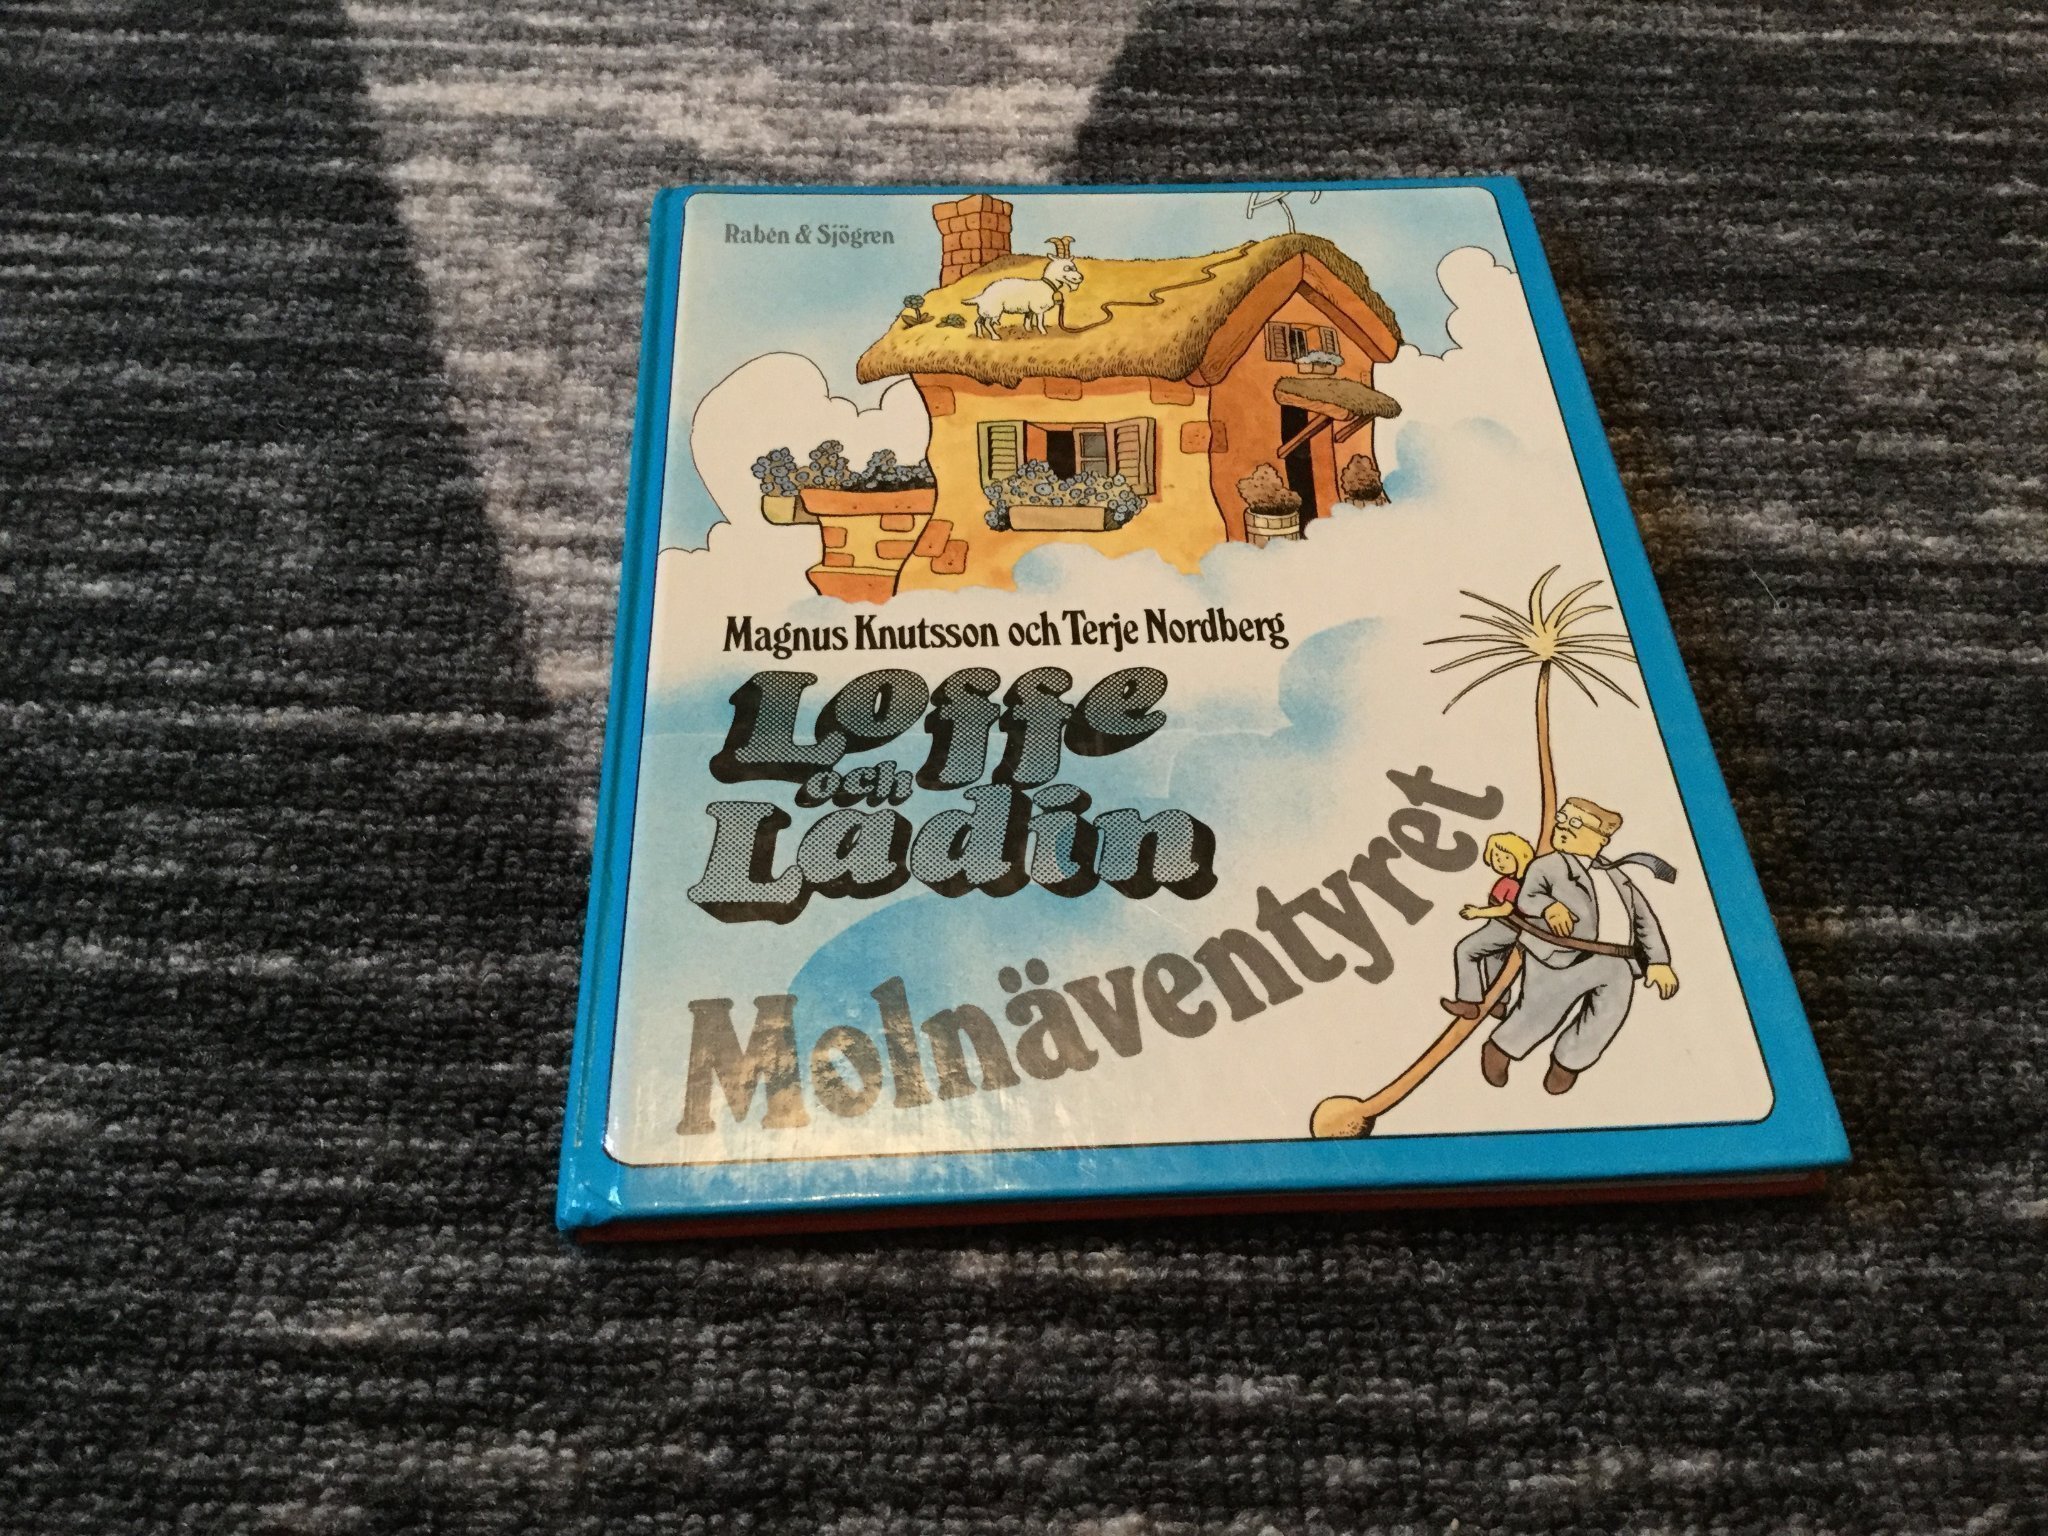 Rabén & Sjögren
Magnus Knutsson och Terje Nordberg
Loffe
och
Ladin
Molnäventyret